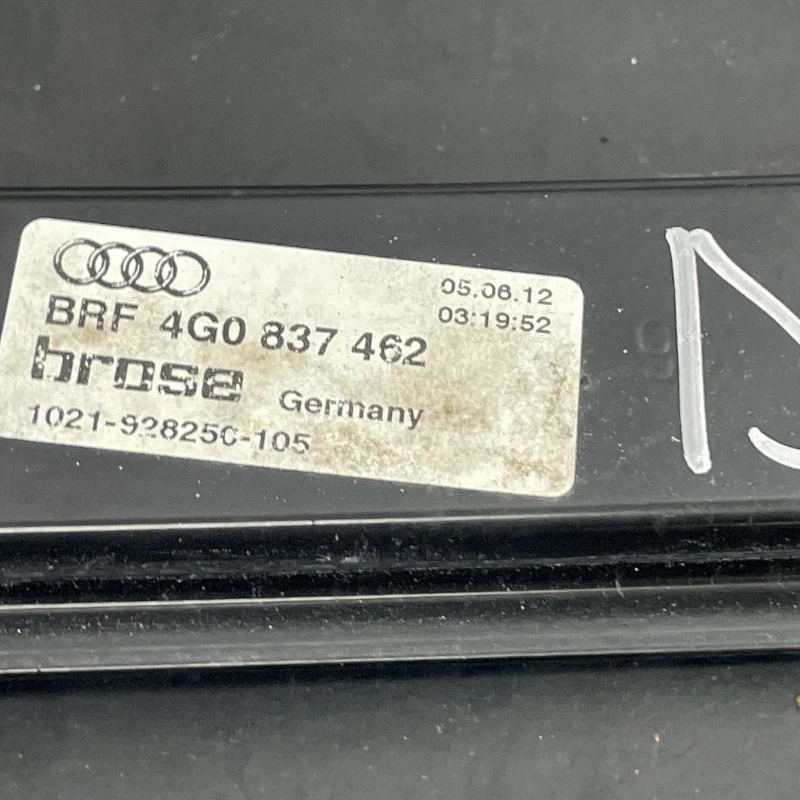 05.06.12
BRF 4G0 837 462
03:19:52
brose Germany
1021-928250-105